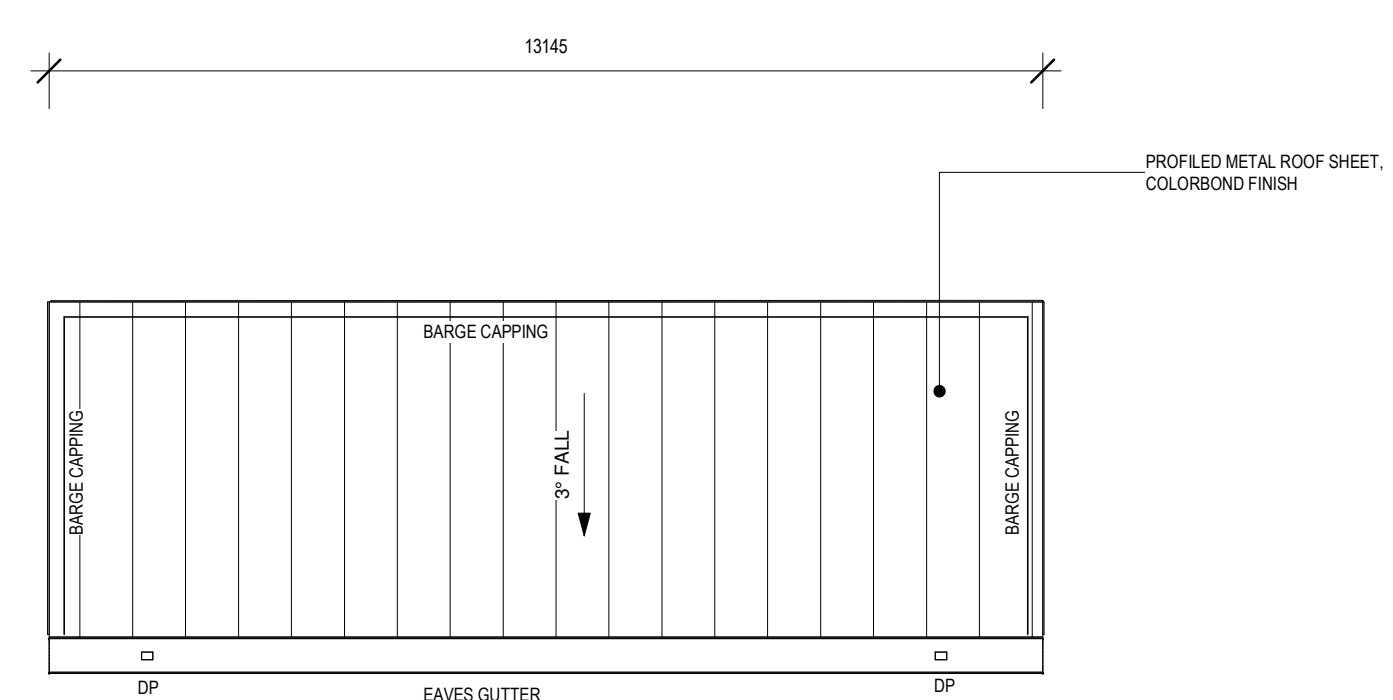 13145
PROFILED METAL ROOF SHEET,
COLORBOND FINISH
BARGE CAPPING
BARGE CAPPING
3° FALL
BARGE CAPPING
DP
EAVES GUTTER
DP